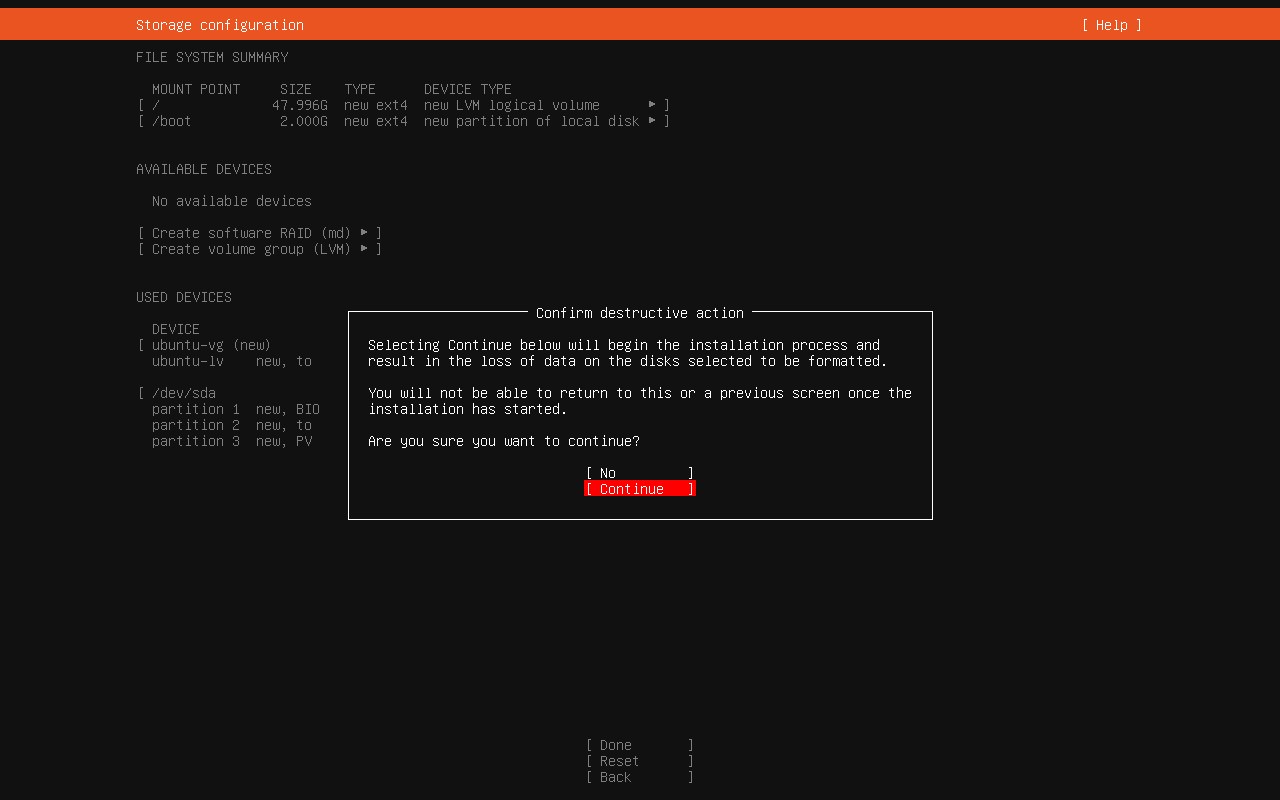 Storage configuration [ Help ]
FILE SYSTEM SUMMARY
MOUNT POINT SIZE TYPE DEVICE TYPE
[ / 47.996G new ext4 new LVM logical volume ▸ ]
[ /boot 2.000G new ext4 new partition of local disk ▸ ]
AVAILABLE DEVICES
No available devices
[ Create software RAID (md) ▸ ]
[ Create volume group (LVM) ▸ ]
USED DEVICES
DEVICE
[ ubuntu-vg (new)
ubuntu-lv new, to
[ /dev/sda
partition 1 new, BIO
partition 2 new, to
partition 3 new, PV
Confirm destructive action
Selecting Continue below will begin the installation process and
result in the loss of data on the disks selected to be formatted.
You will not be able to return to this or a previous screen once the
installation has started.
Are you sure you want to continue?
[ No ]
[ Continue ]
[ Done ]
[ Reset ]
[ Back ]